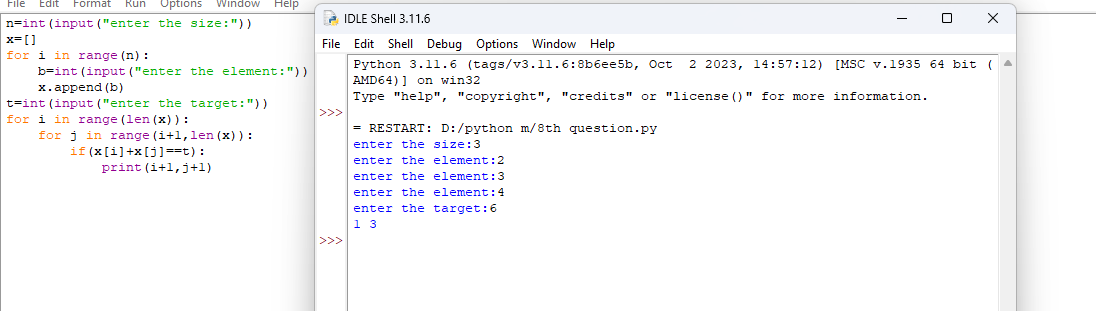 File Edit Format Run Options Window Help
n=int(input("enter the size:"))
x=[]
for i in range(n):
    b=int(input("enter the element:"))
    x.append(b)
t=int(input("enter the target:"))
for i in range(len(x)):
    for j in range(i+1,len(x)):
        if(x[i]+x[j]==t):
            print(i+1,j+1)
IDLE Shell 3.11.6
File Edit Shell Debug Options Window Help
Python 3.11.6 (tags/v3.11.6:8b6ee5b, Oct  2 2023, 14:57:12) [MSC v.1935 64 bit (
AMD64)] on win32
Type "help", "copyright", "credits" or "license()" for more information.
>>>
= RESTART: D:/python m/8th question.py
enter the size:3
enter the element:2
enter the element:3
enter the element:4
enter the target:6
1 3
>>>